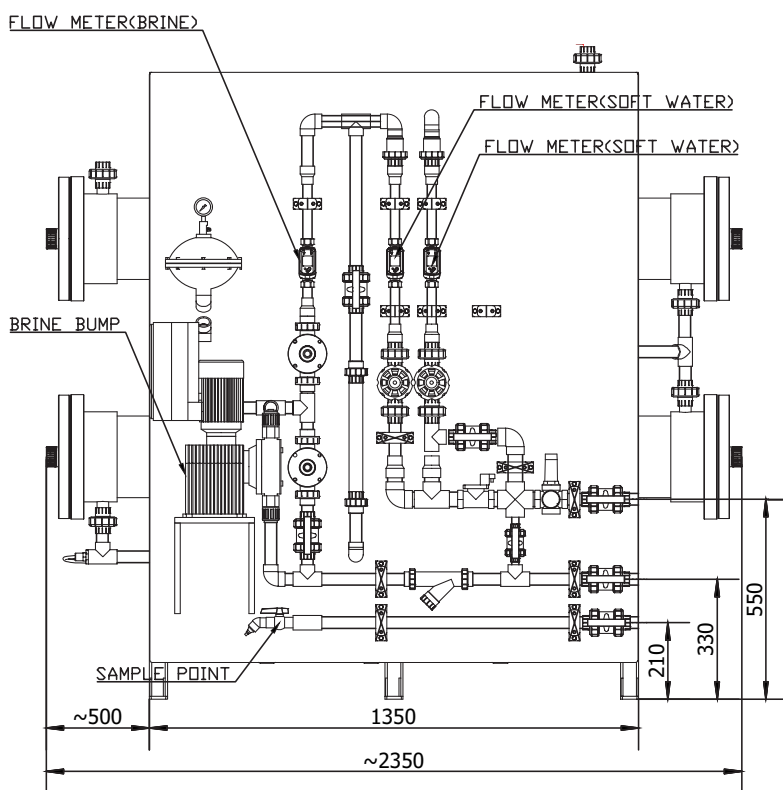 FLOW METER(BRINE)
FLOW METER(SOFT WATER)
FLOW METER(SOFT WATER)
BRINE BUMP
SAMPLE POINT
550
330
210
~500
1350
~2350